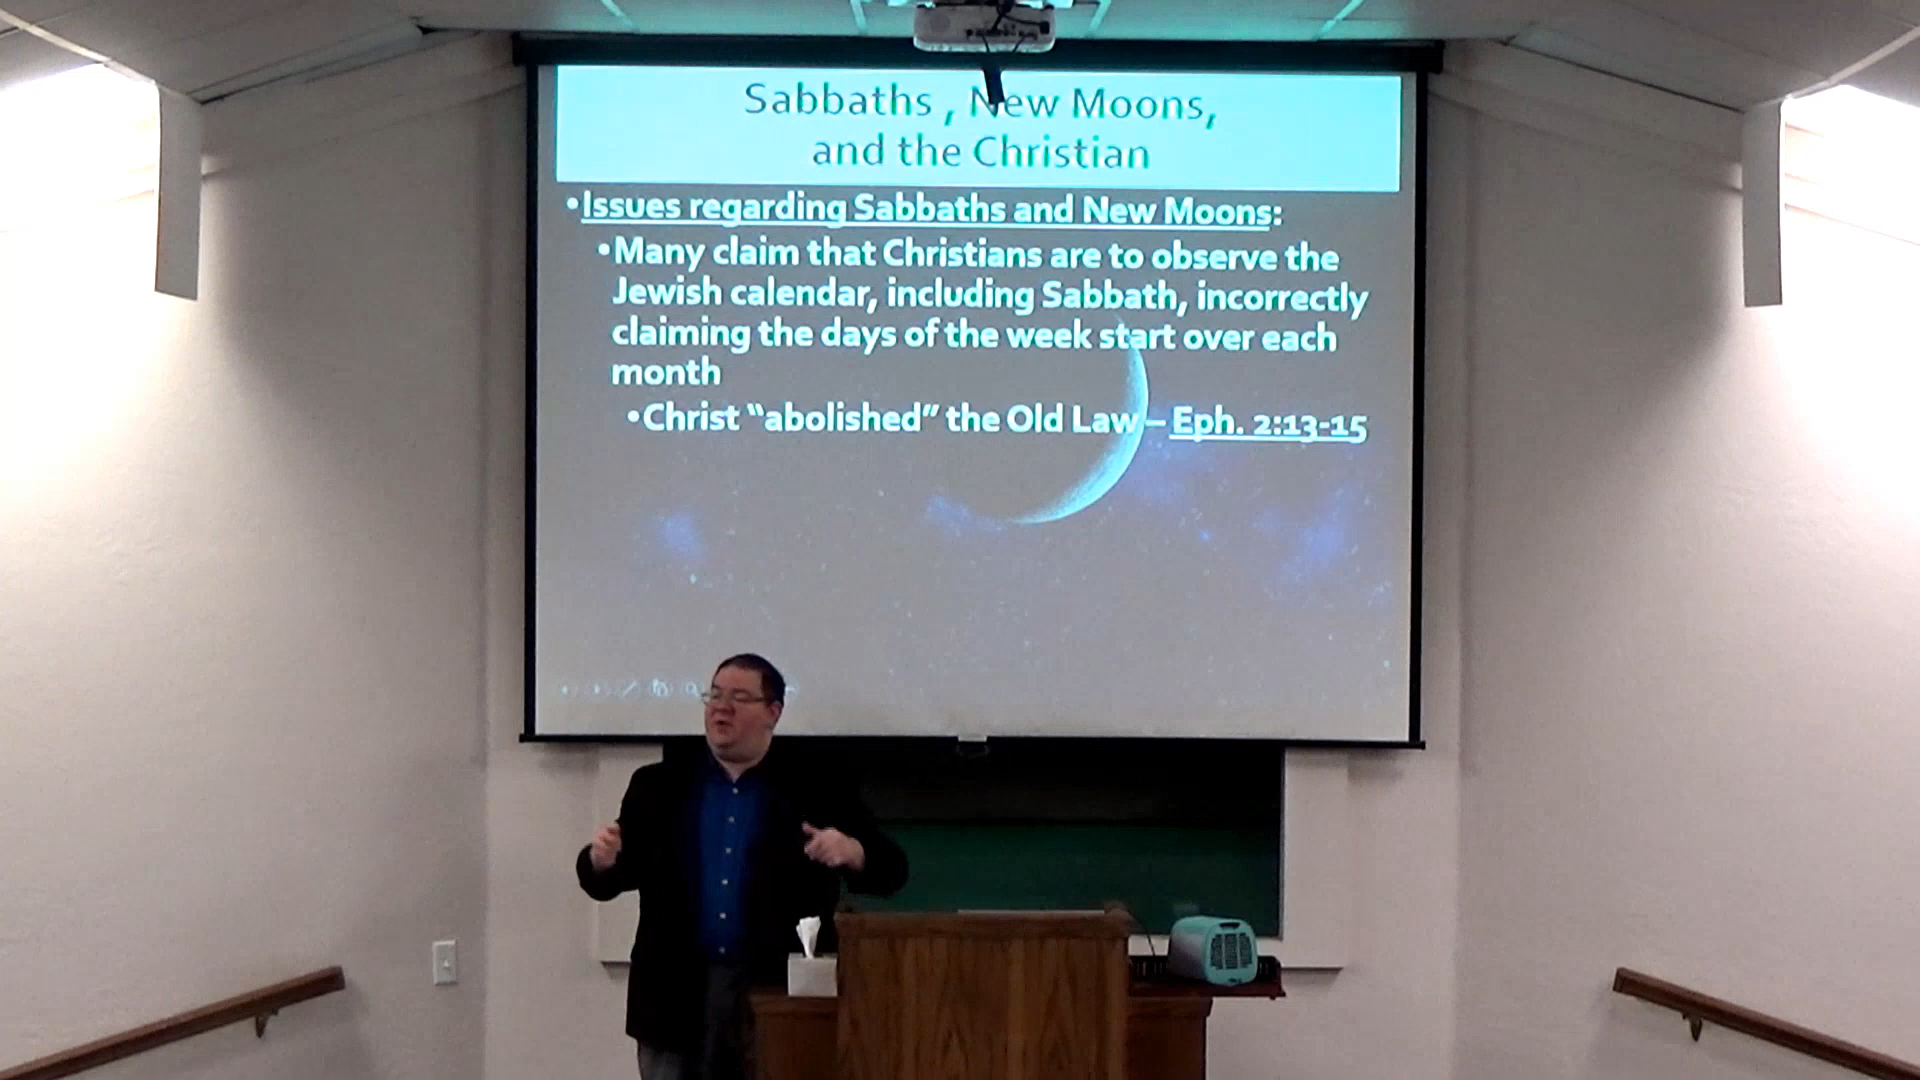 Sabbaths , New Moons,
and the Christian
•Issues regarding Sabbaths and New Moons:
•Many claim that Christians are to observe the
Jewish calendar, including Sabbath, incorrectly
claiming the days of the week start over each
month
•Christ “abolished” the Old Law – Eph. 2:13-15